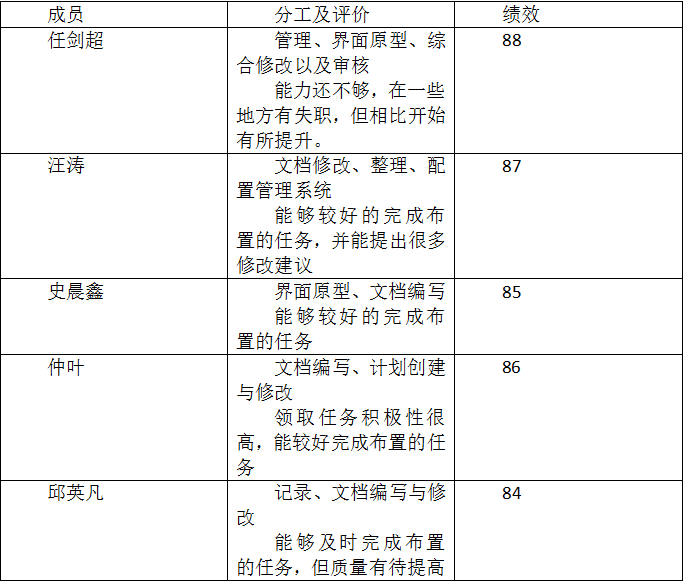 成员 分工及评价 绩效
任剑超 管理、界面原型、综 88
合修改以及审核
能力还不够，在一些
地方有失职，但相比开始
有所提升。
汪涛 文档修改、整理、配 87
置管理系统
能够较好的完成布
置的任务，并能提出很多
修改建议
史晨鑫 界面原型、文档编写 85
能够较好的完成布
置的任务
仲叶 文档编写、计划创建 86
与修改
领取任务积极性很
高，能较好完成布置的任
务
邱英凡 记录、文档编写与修 84
改
能够及时完成布置
的任务，但质量有待提高